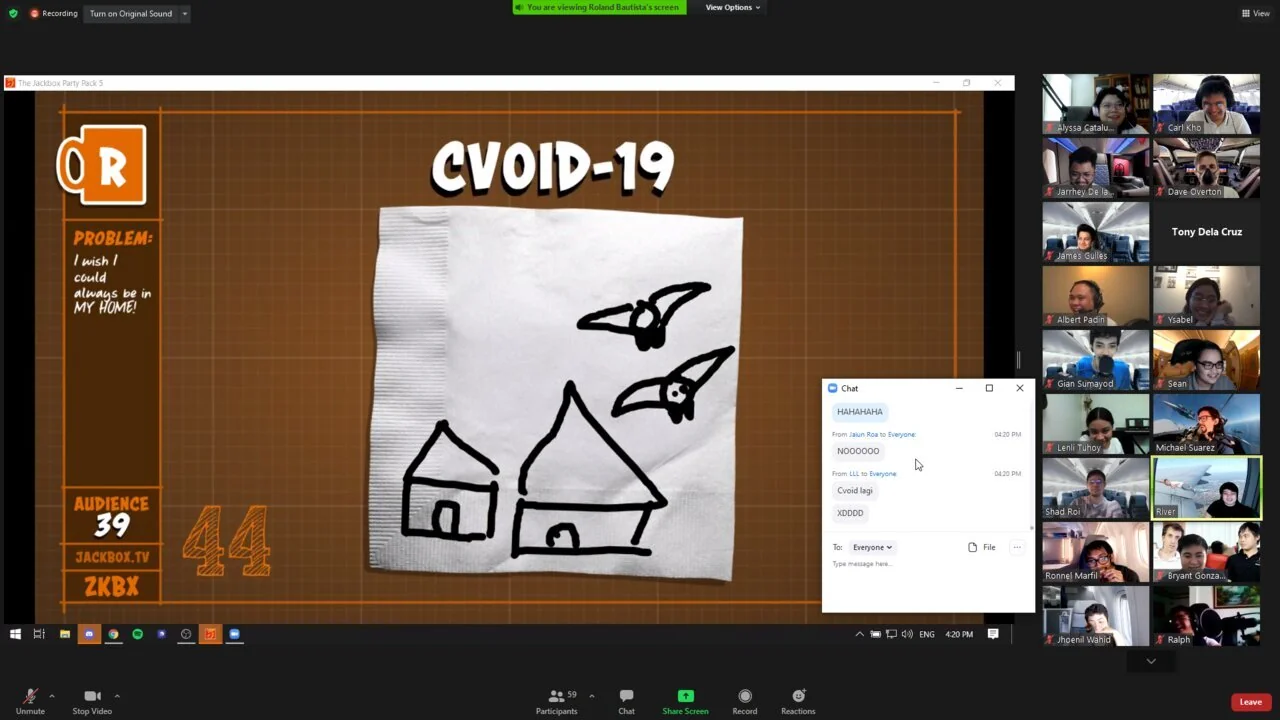 Recording
Turn on Original Sound
You are viewing Roland Bautista's screen
View Options
View
The Jackbox Party Pack 5
R
CVOID-19
PROBLEM:
I wish I
could
always be in
MY HOME!
AUDIENCE
39
JACKBOX.TV
ZKBX
44
Chat
HAHAHAHA
From Jaiun Roa to Everyone:
04:20 PM
NOOOOOO
From LLL to Everyone:
04:20 PM
Cvoid lagi
XDDDD
To: Everyone
File
Type message here...
Alyssa Catalu...
Carl Kho
Jarrhey De la...
Dave Overton
James Gulles
Tony Dela Cruz
Albert Padin
Ysabel
Gian Sumayod
Sean
Lenli Tuhoy
Michael Suarez
Shad Roi
River
Ronnel Marfil
Bryant Gonza...
Jhoenil Wahid
Ralph
ENG
4:20 PM
Unmute
Stop Video
59
Participants
Chat
Share Screen
Record
Reactions
Leave